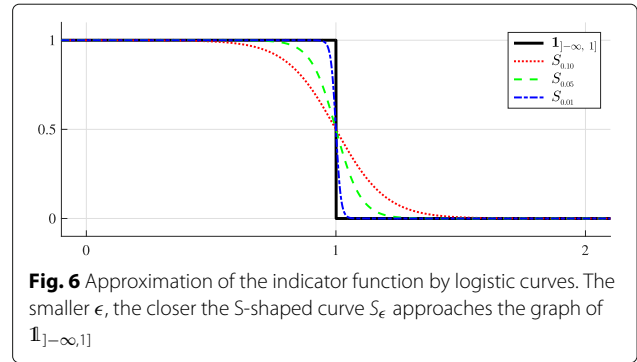 1
0.5
0
0
1
2
𝟏]−∞, 1]
S0.10
S0.05
S0.01
Fig. 6 Approximation of the indicator function by logistic curves. The
smaller ϵ, the closer the S-shaped curve Sϵ approaches the graph of
𝟙]−∞,1]